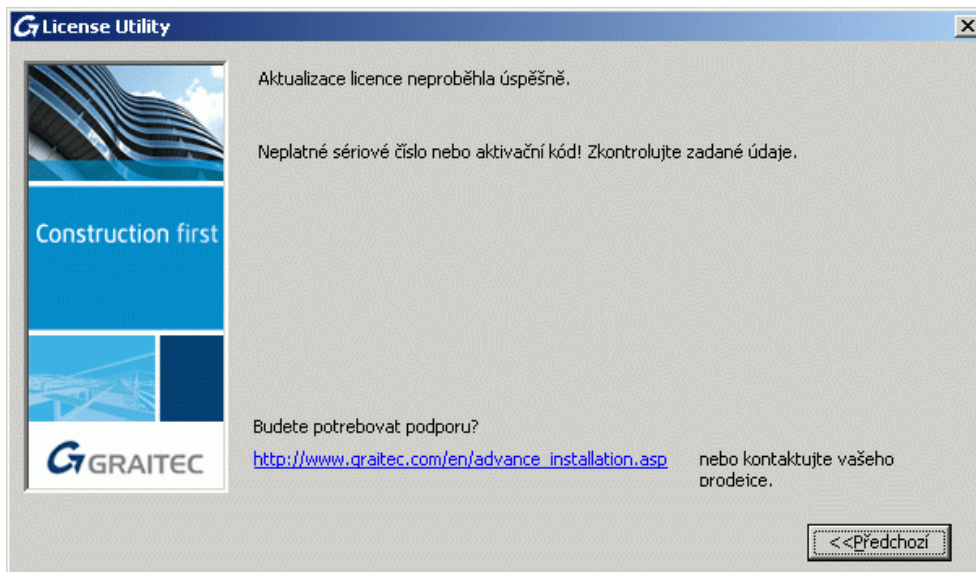 License Utility
Aktualizace licence neproběhla úspěšně.
Neplatné sériové číslo nebo aktivační kód! Zkontrolujte zadané údaje.
Construction first
GRAITEC
Budete potrebovat podporu?
http://www.graitec.com/en/advance_installation.asp
nebo kontaktujte vašeho
prodejce.
<<Předchozí